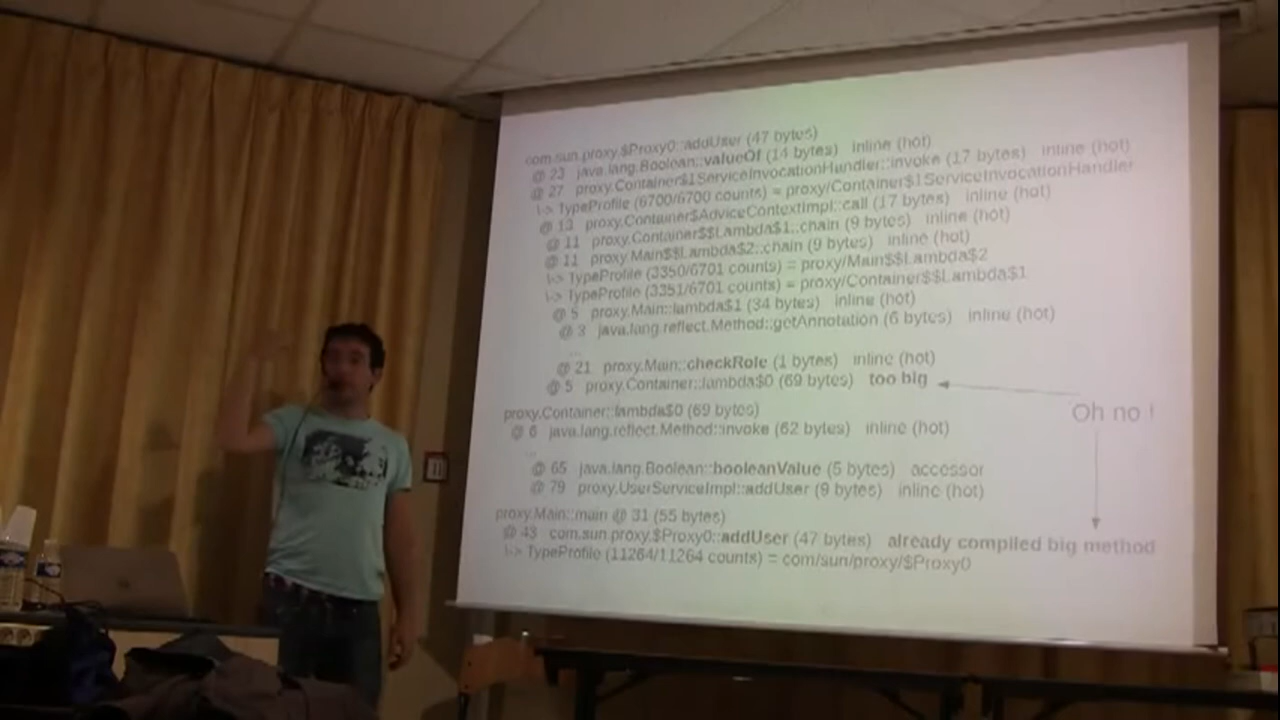 com.sun.proxy.$Proxy0::addUser (47 bytes)
@ 23 java.lang.Boolean::valueOf (14 bytes) inline (hot)
@ 27 proxy.Container$1ServiceInvocationHandler::invoke (17 bytes) inline (hot)
\-> TypeProfile (6700/6700 counts) = proxy/Container$1ServiceInvocationHandler
@ 13 proxy.Container$AdviceContextImpl::call (17 bytes) inline (hot)
@ 11 proxy.Container$$Lambda$1::chain (9 bytes) inline (hot)
@ 11 proxy.Main$$Lambda$2::chain (9 bytes) inline (hot)
\-> TypeProfile (3350/6701 counts) = proxy/Main$$Lambda$2
\-> TypeProfile (3351/6701 counts) = proxy/Container$$Lambda$1
@ 5 proxy.Main::lambda$1 (34 bytes) inline (hot)
@ 3 java.lang.reflect.Method::getAnnotation (6 bytes) inline (hot)
...
@ 21 proxy.Main::checkRole (1 bytes) inline (hot)
@ 5 proxy.Container::lambda$0 (69 bytes) too big
Oh no !
proxy.Container::lambda$0 (69 bytes)
@ 6 java.lang.reflect.Method::invoke (62 bytes) inline (hot)
...
@ 65 java.lang.Boolean::booleanValue (5 bytes) accessor
@ 79 proxy.UserServiceImpl::addUser (9 bytes) inline (hot)
proxy.Main::main @ 31 (55 bytes)
@ 43 com.sun.proxy.$Proxy0::addUser (47 bytes) already compiled big method
\-> TypeProfile (11264/11264 counts) = com/sun/proxy/$Proxy0